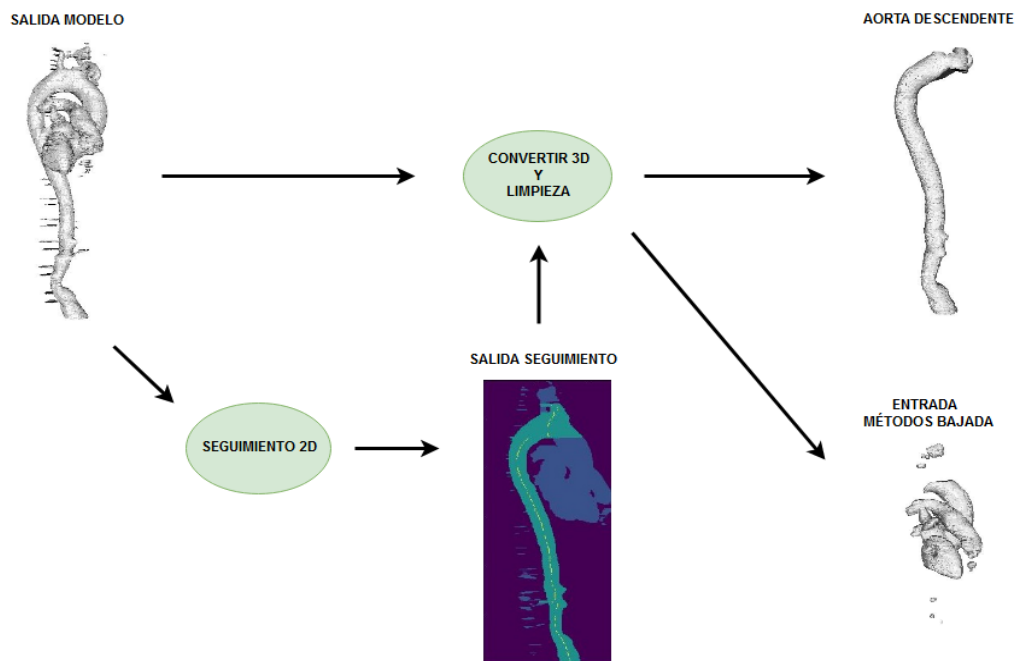 SALIDA MODELO
AORTA DESCENDENTE
CONVERTIR 3D
Y
LIMPIEZA
SALIDA SEGUIMIENTO
SEGUIMIENTO 2D
ENTRADA
MÉTODOS BAJADA